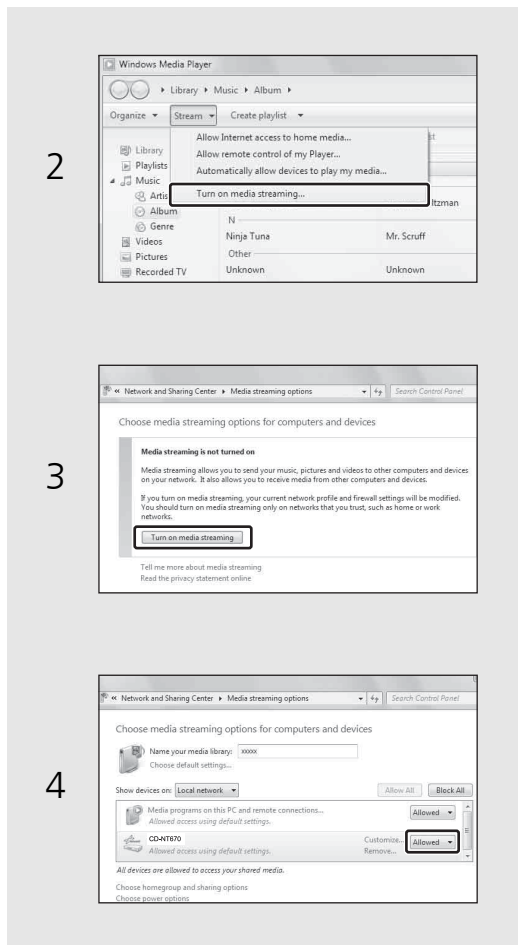 2
Windows Media Player
Library Music Album
Organize Stream Create playlist
Allow Internet access to home media...
Allow remote control of my Player...
Automatically allow devices to play my media...
Turn on media streaming...
Library
Playlists
Music
Artis
Album
Genre
Videos
Pictures
Recorded TV
st
ltzman
N
Ninja Tuna Mr. Scruff
Other
Unknown Unknown
3
« Network and Sharing Center Media streaming options Search Control Panel
Choose media streaming options for computers and devices
Media streaming is not turned on
Media streaming allows you to send your music, pictures and videos to other computers and devices
on your network. It also allows you to receive media from other computers and devices.
If you turn on media streaming, your current network profile and firewall settings will be modified.
You should turn on media streaming only on networks that you trust, such as home or work
networks.
Turn on media streaming
Tell me more about media streaming
Read the privacy statement online
4
« Network and Sharing Center Media streaming options Search Control Panel
Choose media streaming options for computers and devices
Name your media library: xxxxx
Choose default settings...
Show devices on: Local network Allow All Block All
Media programs on this PC and remote connections... Allowed
Allowed access using default settings.
CD-NT670 Customize... Allowed
Allowed access using default settings. Remove...
All devices are allowed to access your shared media.
Choose homegroup and sharing options
Choose power options